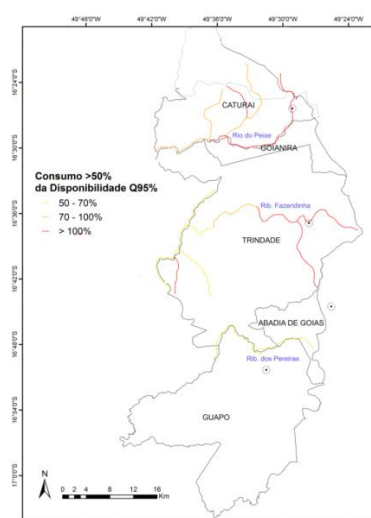 49°48'0"W 49°42'0"W 49°36'0"W 49°30'0"W 49°24'0"W
16°24'0"S
CATURAI
Rio do Peixe
16°30'0"S
GOIANIRA
Consumo >50%
da Disponibilidade Q95%
50 - 70%
70 - 100%
> 100%
16°36'0"S
Rib. Fazendinha
TRINDADE
16°42'0"S
ABADIA DE GOIAS
16°48'0"S
Rib. dos Pereiras
GUAPO
16°54'0"S
17°0'0"S
N
0 2 4 8 12 16
Km